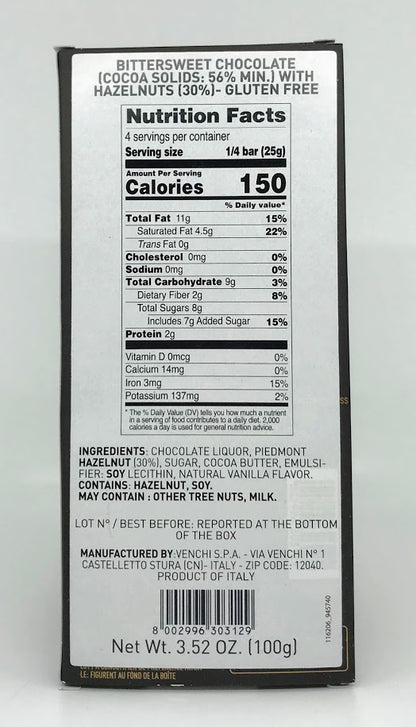 BITTERSWEET CHOCOLATE
(COCOA SOLIDS: 56% MIN.) WITH
HAZELNUTS (30%)- GLUTEN FREE
Nutrition Facts
4 servings per container
Serving size 1/4 bar (25g)
Amount Per Serving
Calories 150
% Daily value*
Total Fat 11g 15%
Saturated Fat 4.5g 22%
Trans Fat 0g
Cholesterol 0mg 0%
Sodium 0mg 0%
Total Carbohydrate 9g 3%
Dietary Fiber 2g 8%
Total Sugars 8g
Includes 7g Added Sugar 15%
Protein 2g
Vitamin D 0mcg 0%
Calcium 14mg 0%
Iron 3mg 15%
Potassium 137mg 2%
* The % Daily Value (DV) tells you how much a nutrient
in a serving of food contributes to a daily diet. 2,000
calories a day is used for general nutrition advice.
INGREDIENTS: CHOCOLATE LIQUOR, PIEDMONT
HAZELNUT (30%), SUGAR, COCOA BUTTER, EMULSI-
FIER: SOY LECITHIN, NATURAL VANILLA FLAVOR.
CONTAINS: HAZELNUT, SOY.
MAY CONTAIN : OTHER TREE NUTS, MILK.
LOT N° / BEST BEFORE: REPORTED AT THE BOTTOM
OF THE BOX
MANUFACTURED BY:VENCHI S.P.A. - VIA VENCHI N° 1
CASTELLETTO STURA (CN)- ITALY - ZIP CODE: 12040.
PRODUCT OF ITALY
8 002996 303129
116206_945740
Net Wt. 3.52 OZ. (100g)
LE: FIGURENT AU FOND DE LA BOÎTE